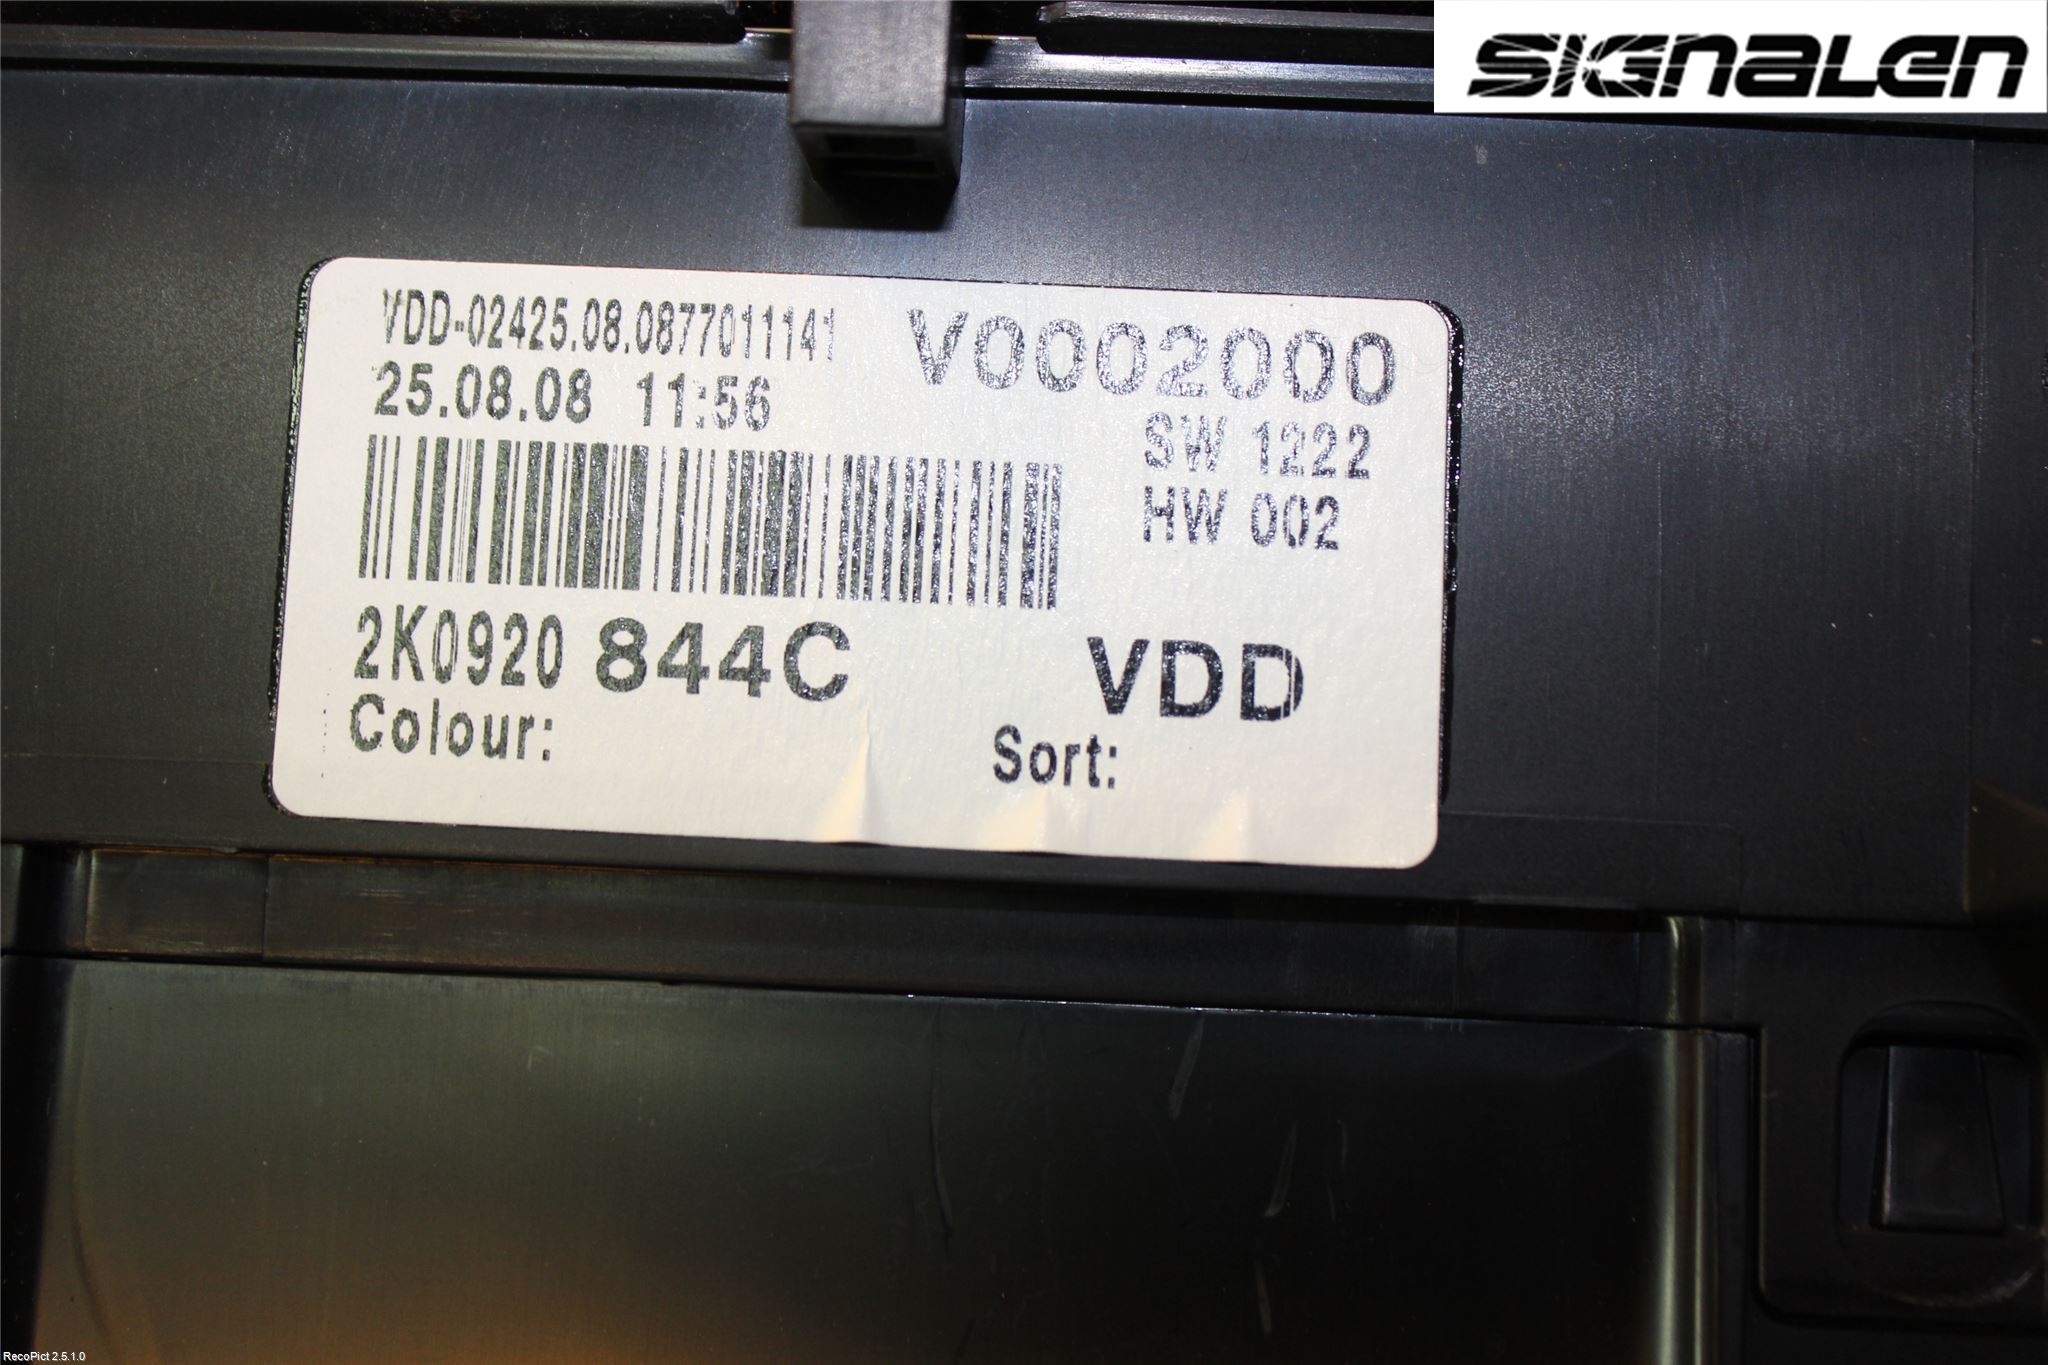 SIGNALEN
VDD-02425.08.0877011141
V0002000
25.08.08 11:56
SW 1222
HW 002
2K0920 844C
VDD
Colour:
Sort:
RecoPict 2.5.1.0